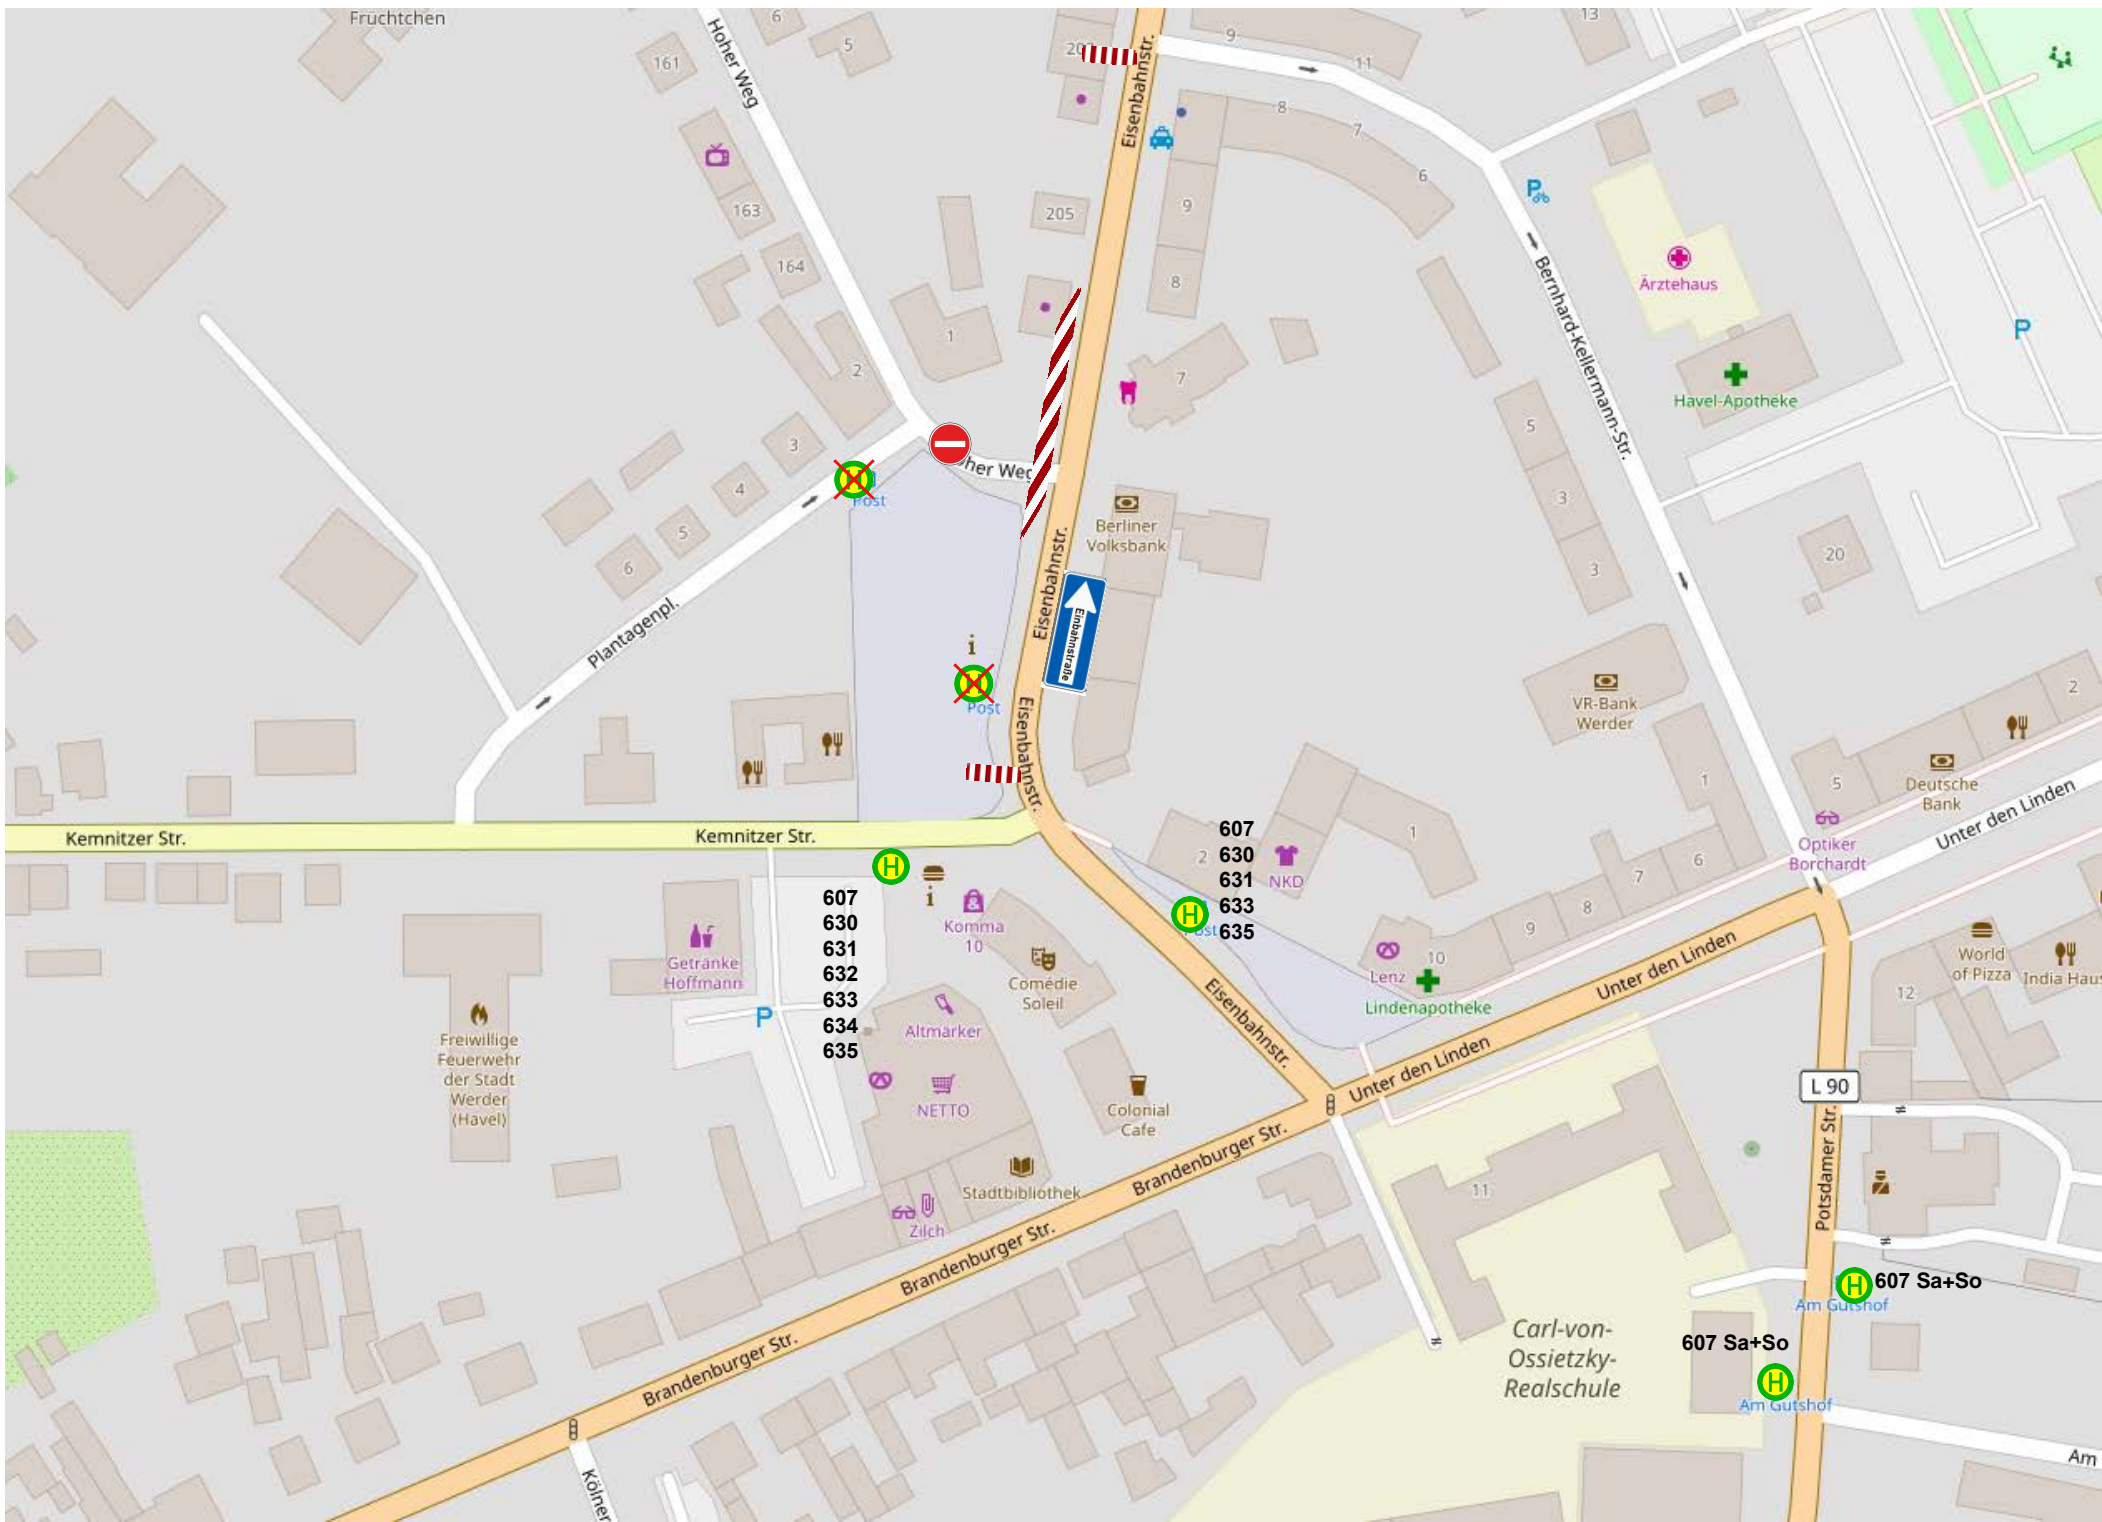 Früchtchen
Hoher Weg
6
5
161
163
164
201
Eisenbahnstr.
9
11
13
8
7
6
205
9
8
1
2
7
3
4
5
6
Hoher Weg
Post
Plantagenpl.
Berliner
Volksbank
Eisenbahnstr.
Einbahnstraße
i
Post
Eisenbahnstr.
P
Bernhard-Kellermann-Str.
Ärztehaus
Havel-Apotheke
P
5
3
3
20
VR-Bank
Werder
2
5
Deutsche
Bank
1
Optiker
Borchardt
Unter den Linden
Kemnitzer Str.
Kemnitzer Str.
H
i
607
630
631
632
633
634
635
Komma
10
Getränke
Hoffmann
P
Freiwillige
Feuerwehr
der Stadt
Werder
(Havel)
Altmärker
NETTO
Comédie
Soleil
Colonial
Cafe
Stadtbibliothek
Zilch
2
607
630
631
633
635
H
Post
NKD
1
6
7
8
9
10
Lenz
Lindenapotheke
Eisenbahnstr.
Unter den Linden
Unter den Linden
World
of Pizza
India Haus
12
L 90
Potsdamer Str.
Brandenburger Str.
Brandenburger Str.
Brandenburger Str.
11
Carl-von-
Ossietzky-
Realschule
H
607 Sa+So
Am Gutshof
607 Sa+So
H
Am Gutshof
Am
Kölner